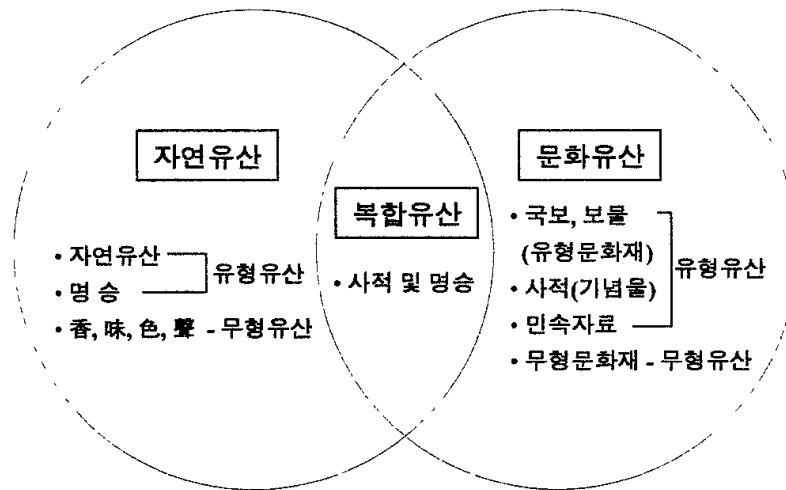 자연유산
• 자연유산
• 명 승
유형유산
• 香, 味, 色, 聲 - 무형유산
복합유산
• 사적 및 명승
문화유산
• 국보, 보물
(유형문화재)
• 사적(기념물)
• 민속자료
유형유산
• 무형문화재 - 무형유산